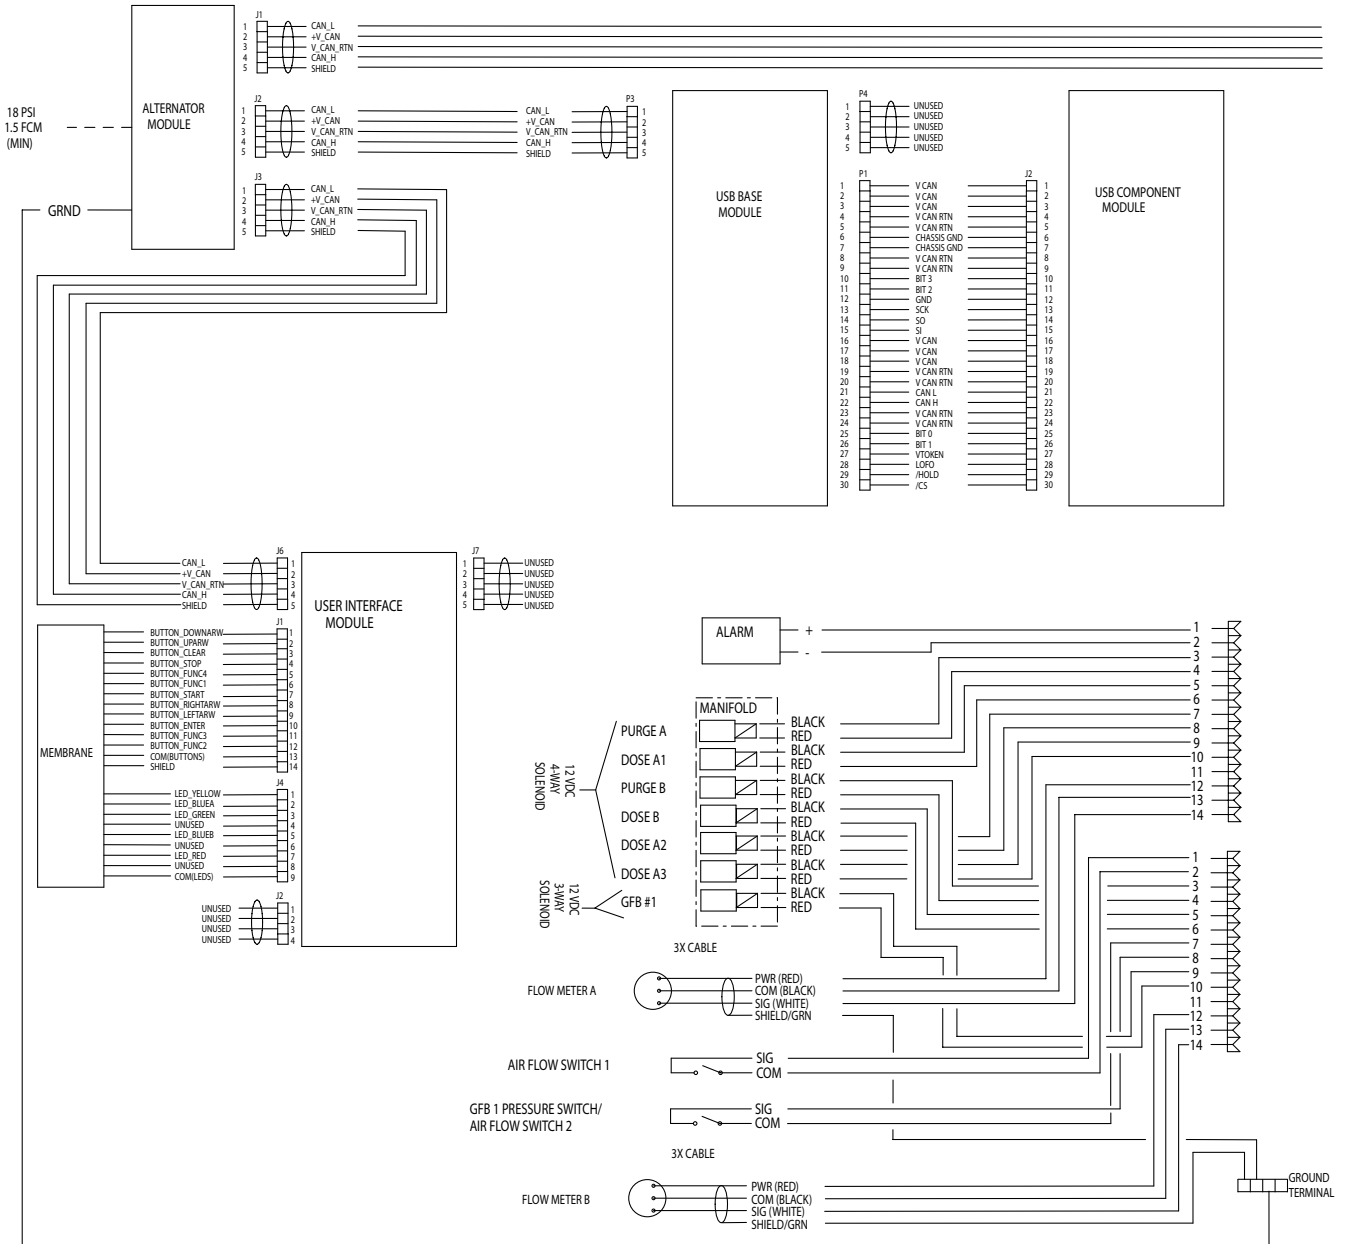 18 PSI
1.5 FCM
(MIN)
GRND
ALTERNATOR
MODULE
J1
1 CAN_L
2 +V_CAN
3 V_CAN_RTN
4 CAN_H
5 SHIELD
J2 P3
1 CAN_L CAN_L 1
2 +V_CAN +V_CAN 2
3 V_CAN_RTN V_CAN_RTN 3
4 CAN_H CAN_H 4
5 SHIELD SHIELD 5
J3
1 CAN_L
2 +V_CAN
3 V_CAN_RTN
4 CAN_H
5 SHIELD
USB BASE
MODULE
P4
1 UNUSED
2 UNUSED
3 UNUSED
4 UNUSED
5 UNUSED
P1 J2
1 V CAN 1
2 V CAN 2
3 V CAN 3
4 V CAN RTN 4
5 V CAN RTN 5
6 CHASSIS GND 6
7 CHASSIS GND 7
8 V CAN RTN 8
9 V CAN RTN 9
10 BIT 3 10
11 BIT 2 11
12 GND 12
13 SCK 13
14 SO 14
15 SI 15
16 V CAN 16
17 V CAN 17
18 V CAN 18
19 V CAN RTN 19
20 V CAN RTN 20
21 CAN L 21
22 CAN H 22
23 V CAN RTN 23
24 V CAN RTN 24
25 BIT 0 25
26 BIT 1 26
27 VTOKEN 27
28 LOFO 28
29 /HOLD 29
30 /CS 30
USB COMPONENT
MODULE
J6
CAN_L 1
+V_CAN 2
V_CAN_RTN 3
CAN_H 4
SHIELD 5
USER INTERFACE
MODULE
J7
1 UNUSED
2 UNUSED
3 UNUSED
4 UNUSED
5 UNUSED
MEMBRANE
J1
BUTTON_DOWNARW 1
BUTTON_UPARW 2
BUTTON_CLEAR 3
BUTTON_STOP 4
BUTTON_FUNC4 5
BUTTON_FUNC1 6
BUTTON_START 7
BUTTON_RIGHTARW 8
BUTTON_LEFTARW 9
BUTTON_ENTER 10
BUTTON_FUNC3 11
BUTTON_FUNC2 12
COM(BUTTONS) 13
SHIELD 14
J4
LED_YELLOW 1
LED_BLUEA 2
LED_GREEN 3
UNUSED 4
LED_BLUEB 5
UNUSED 6
LED_RED 7
UNUSED 8
COM(LEDS) 9
J2
UNUSED 1
UNUSED 2
UNUSED 3
UNUSED 4
ALARM
+
-
MANIFOLD
12 VDC
4-WAY
SOLENOID
PURGE A BLACK
RED
DOSE A1 BLACK
RED
PURGE B BLACK
RED
DOSE B BLACK
RED
DOSE A2 BLACK
RED
DOSE A3 BLACK
RED
12 VDC
3-WAY
SOLENOID
GFB #1 BLACK
RED
1
2
3
4
5
6
7
8
9
10
11
12
13
14
1
2
3
4
5
6
7
8
9
10
11
12
13
14
3X CABLE
FLOW METER A
PWR (RED)
COM (BLACK)
SIG (WHITE)
SHIELD/GRN
AIR FLOW SWITCH 1
SIG
COM
GFB 1 PRESSURE SWITCH/
AIR FLOW SWITCH 2
SIG
COM
3X CABLE
FLOW METER B
PWR (RED)
COM (BLACK)
SIG (WHITE)
SHIELD/GRN
GROUND
TERMINAL